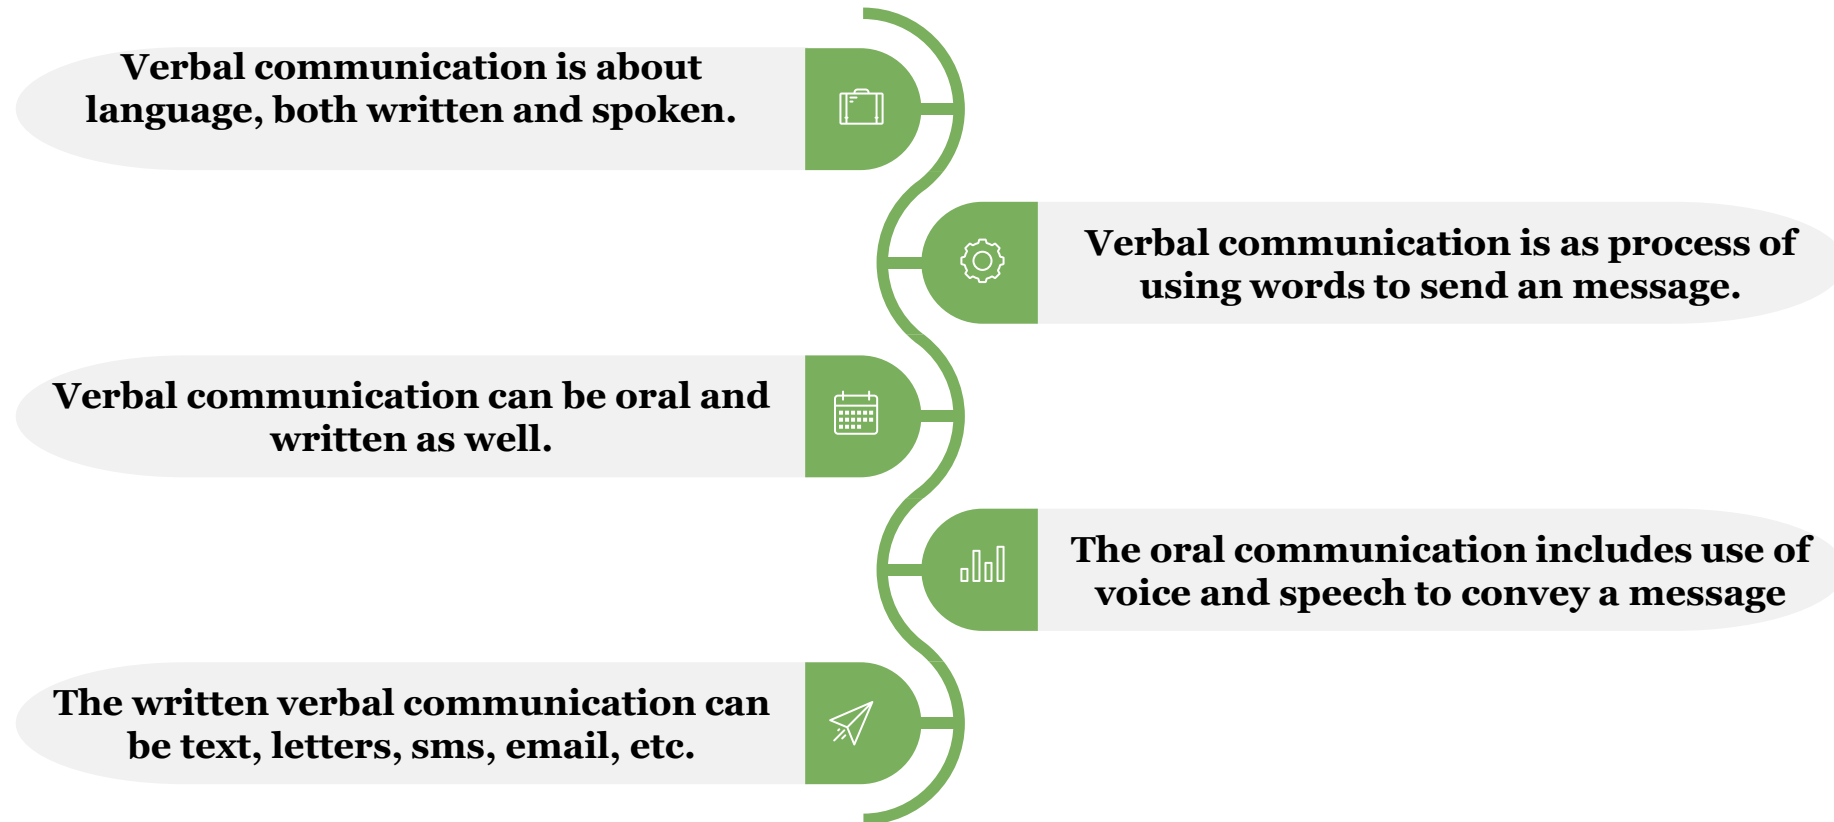 Verbal communication is about
language, both written and spoken.
Verbal communication is as process of
using words to send an message.
Verbal communication can be oral and
written as well.
The oral communication includes use of
voice and speech to convey a message
The written verbal communication can
be text, letters, sms, email, etc.